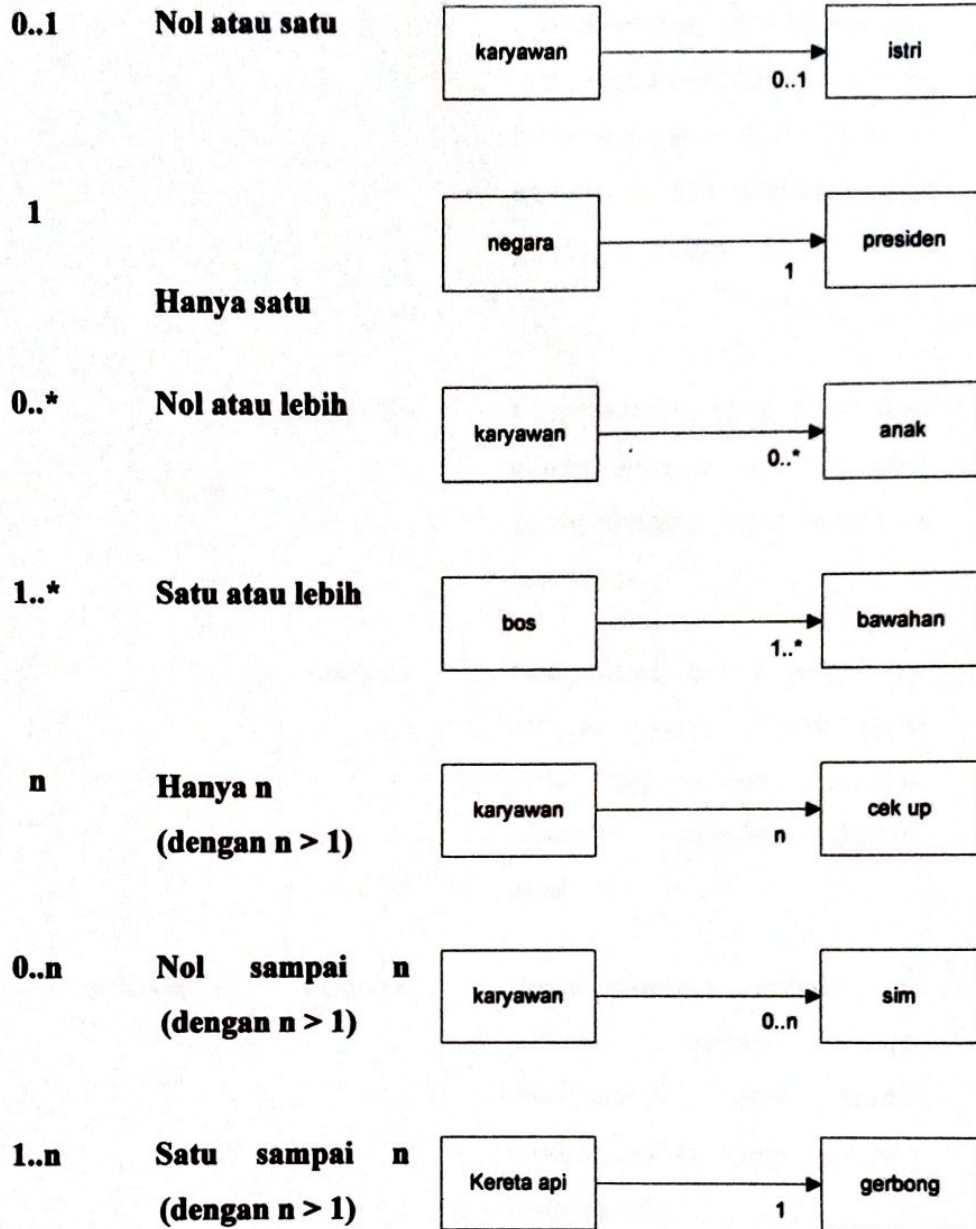 0..1 Nol atau satu karyawan istri
0..1
1 negara presiden
1
Hanya satu
0..* Nol atau lebih karyawan anak
0..*
1..* Satu atau lebih bos bawahan
1..*
n Hanya n karyawan cek up
(dengan n > 1) n
0..n Nol sampai n karyawan sim
(dengan n > 1) 0..n
1..n Satu sampai n Kereta api gerbong
(dengan n > 1) 1